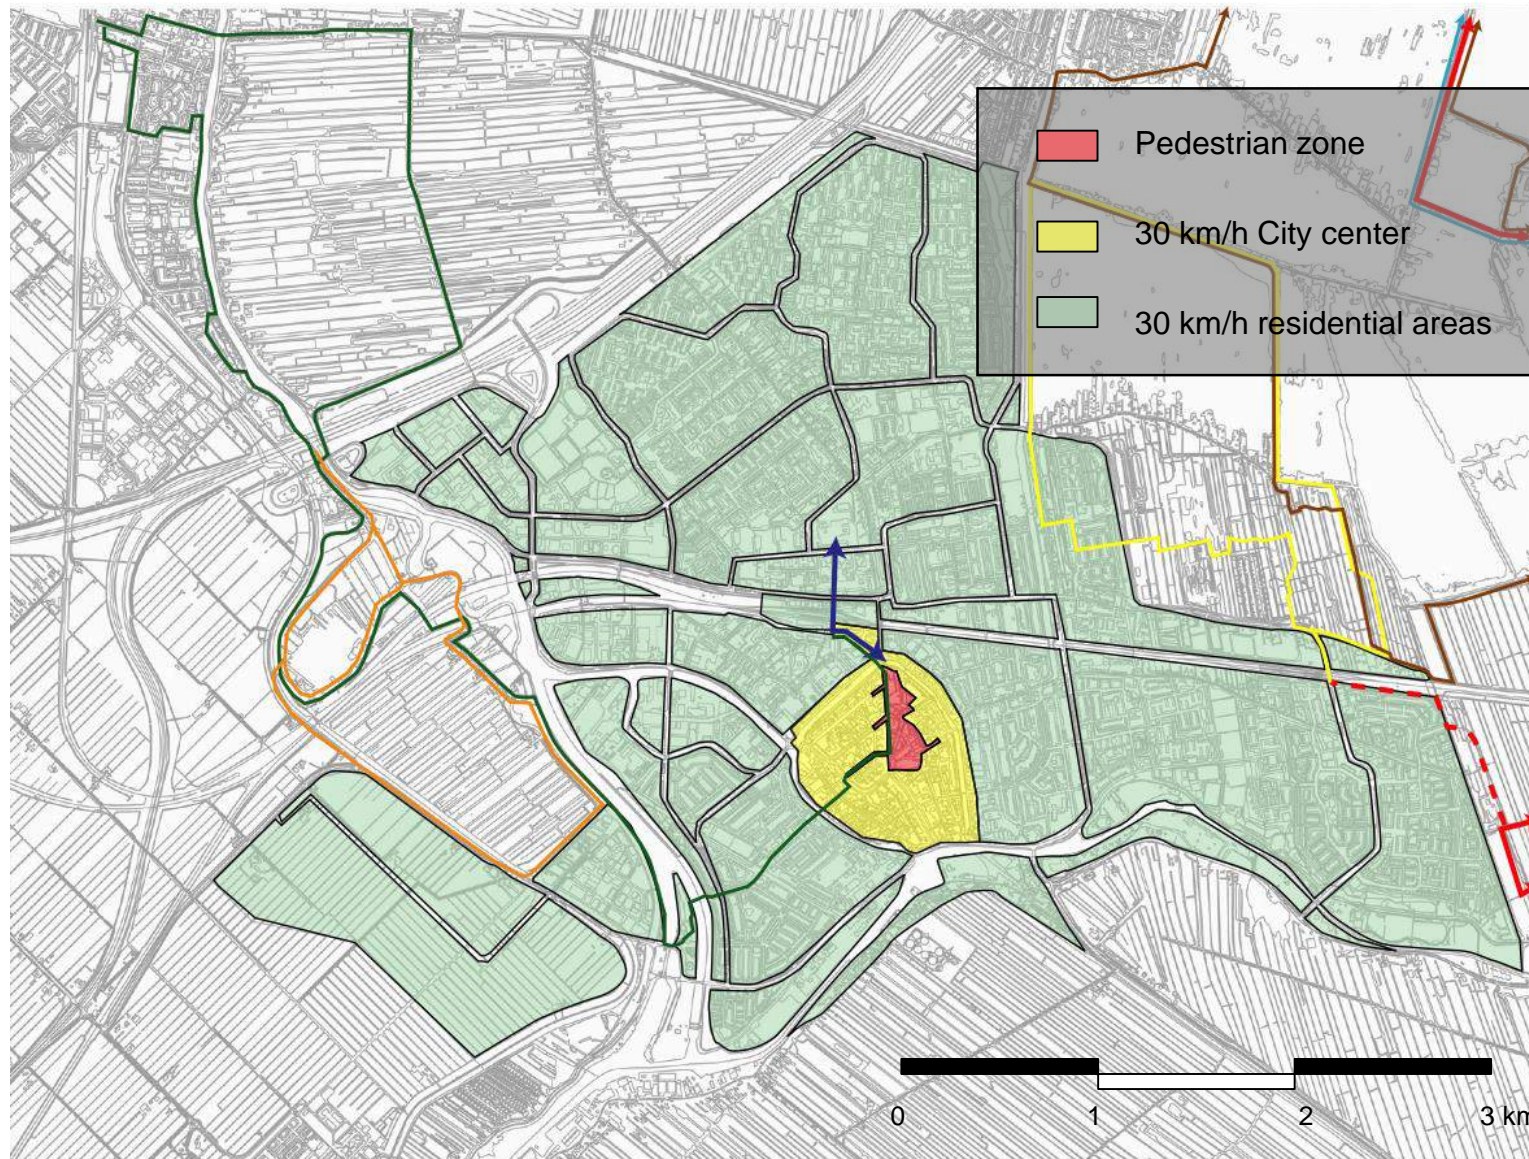 Pedestrian zone
30 km/h City center
30 km/h residential areas
0 1 2 3 km